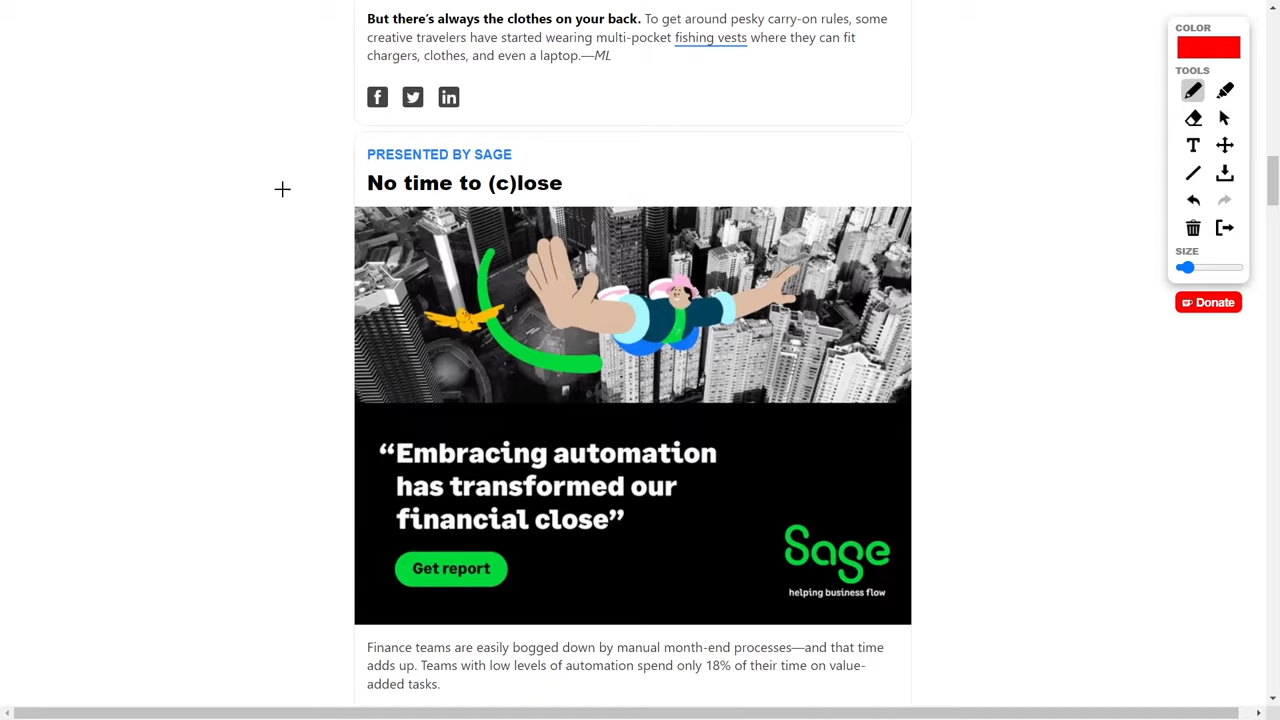 But there's always the clothes on your back. To get around pesky carry-on rules, some
creative travelers have started wearing multi-pocket fishing vests where they can fit
chargers, clothes, and even a laptop.—ML
PRESENTED BY SAGE
No time to (c)lose
“Embracing automation
has transformed our
financial close”
Get report
Sage
helping business flow
Finance teams are easily bogged down by manual month-end processes—and that time
adds up. Teams with low levels of automation spend only 18% of their time on value-
added tasks.
COLOR
TOOLS
SIZE
Donate